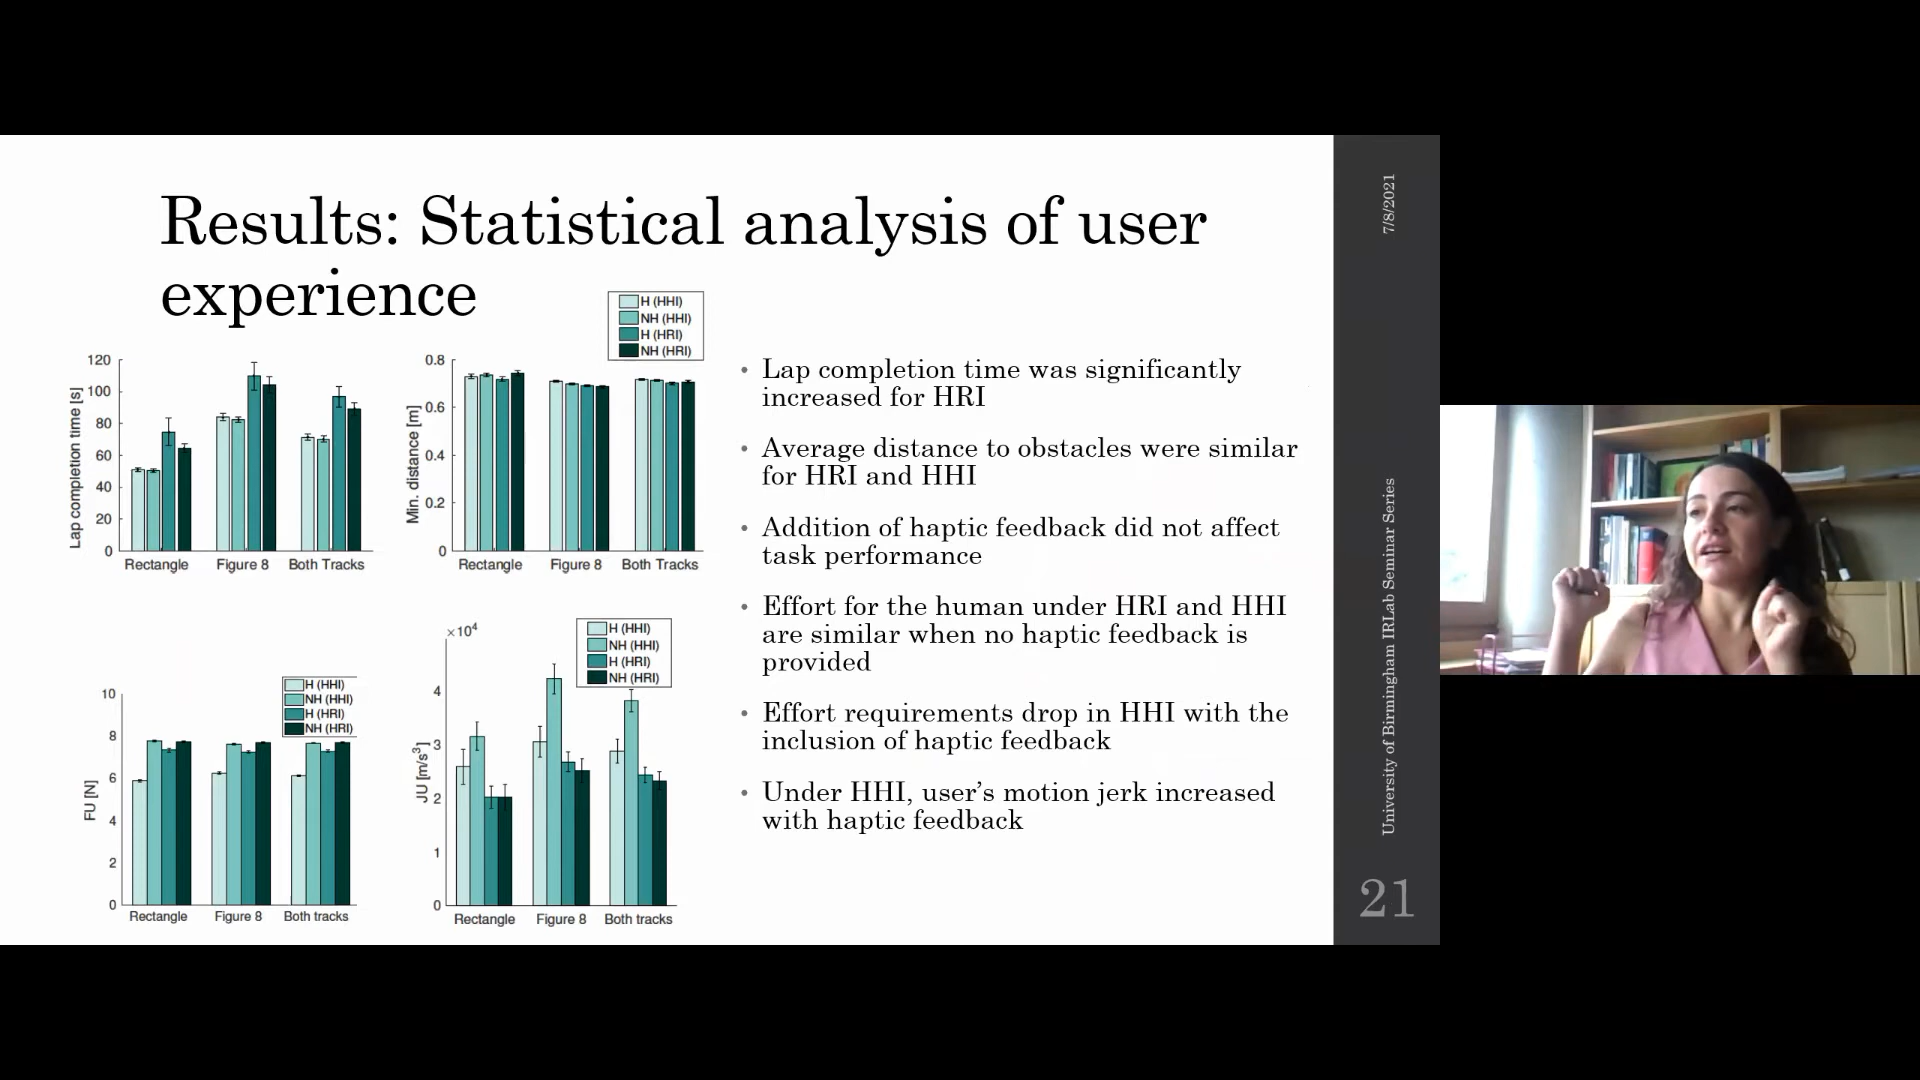 Results: Statistical analysis of user
experience
H (HHI)
NH (HHI)
H (HRI)
NH (HRI)
Lap completion time [s]
120
100
80
60
40
20
0
Rectangle Figure 8 Both Tracks
Min. distance [m]
0.8
0.6
0.4
0.2
0
Rectangle Figure 8 Both Tracks
H (HHI)
NH (HHI)
H (HRI)
NH (HRI)
FU [N]
10
8
6
4
2
0
Rectangle Figure 8 Both tracks
×10⁴
H (HHI)
NH (HHI)
H (HRI)
NH (HRI)
JU [m/s³]
4
3
2
1
0
Rectangle Figure 8 Both tracks
• Lap completion time was significantly
increased for HRI
• Average distance to obstacles were similar
for HRI and HHI
• Addition of haptic feedback did not affect
task performance
• Effort for the human under HRI and HHI
are similar when no haptic feedback is
provided
• Effort requirements drop in HHI with the
inclusion of haptic feedback
• Under HHI, user’s motion jerk increased
with haptic feedback
7/8/2021
University of Birmingham IRLab Seminar Series
21